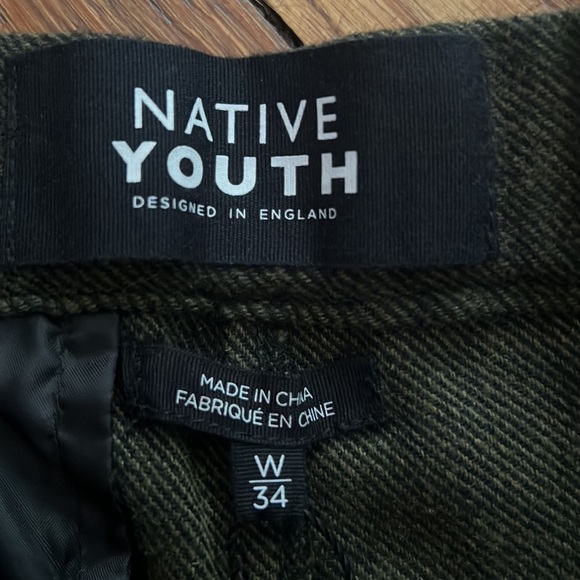 NATIVE
YOUTH
DESIGNED IN ENGLAND
MADE IN CHINA
FABRIQUÉ EN CHINE
W
34